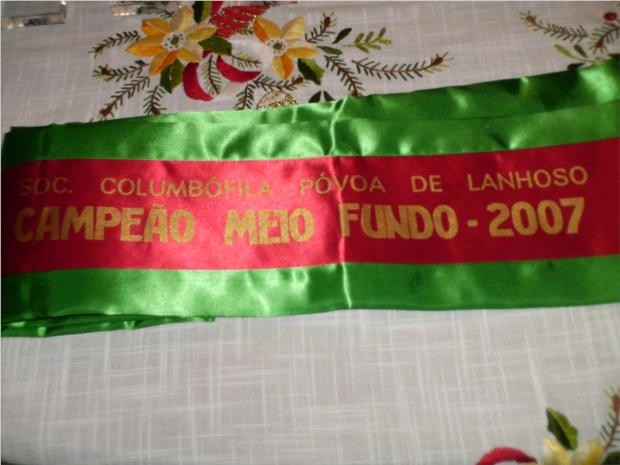 SOC. COLUMBÓFILA PÓVOA DE LANHOSO
CAMPEÃO MEIO FUNDO - 2007